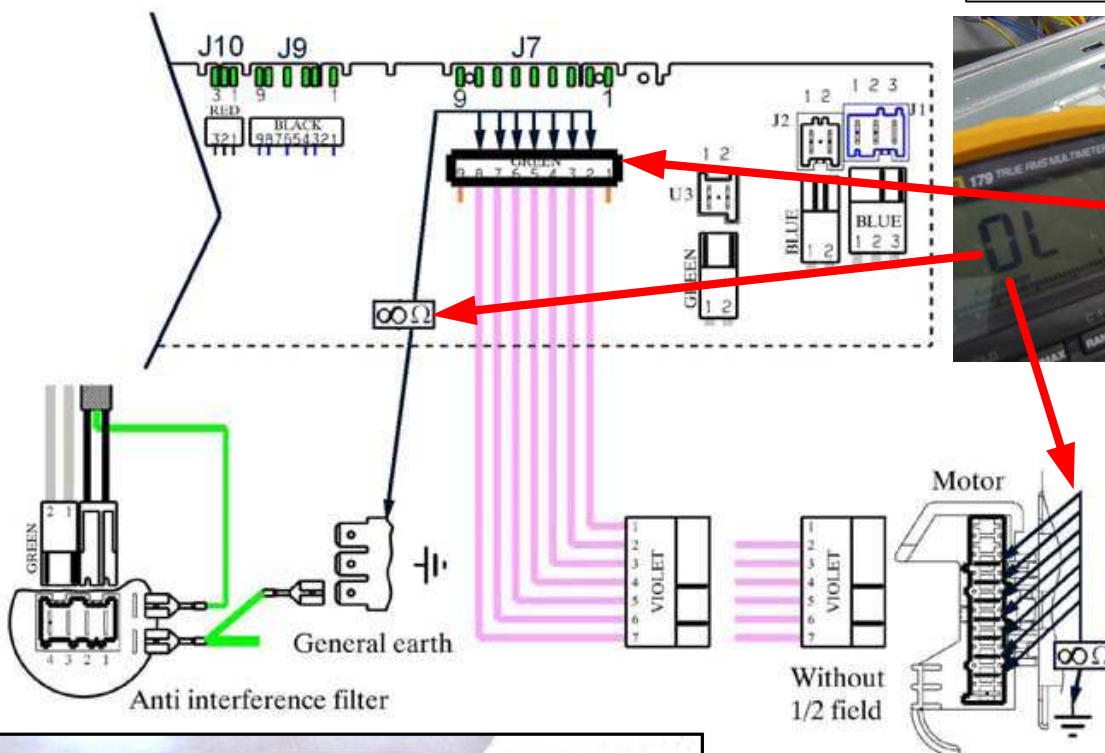 J10 J9 J7
3 1 9 1 9 1
RED BLACK
321 987654321
GREEN
9 8 7 6 5 4 3 2 1
1 2
U3
GREEN
1 2
1 2
J2
BLUE
1 2
1 2 3
J1
BLUE
1 2 3
179 TRUE RMS MULTIMETER
OL
MAX
RAN
∞Ω
2 1
GREEN
4 3 2 1
General earth
Anti interference filter
1
2
3
4
5
6
7
VIOLET
1
2
3
4
5
6
7
VIOLET
Without
1/2 field
Motor
∞Ω